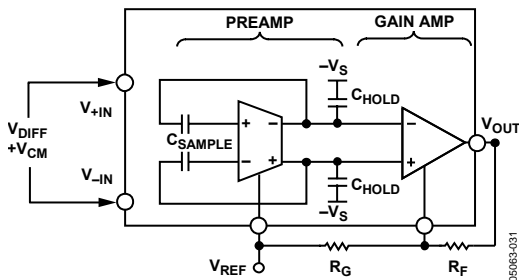 PREAMP
GAIN AMP
–VS
CHOLD
V+IN
VDIFF
+VCM
CSAMPLE
+
–
–
+
–
+
VOUT
V–IN
CHOLD
–VS
VREF
RG
RF
05063-031